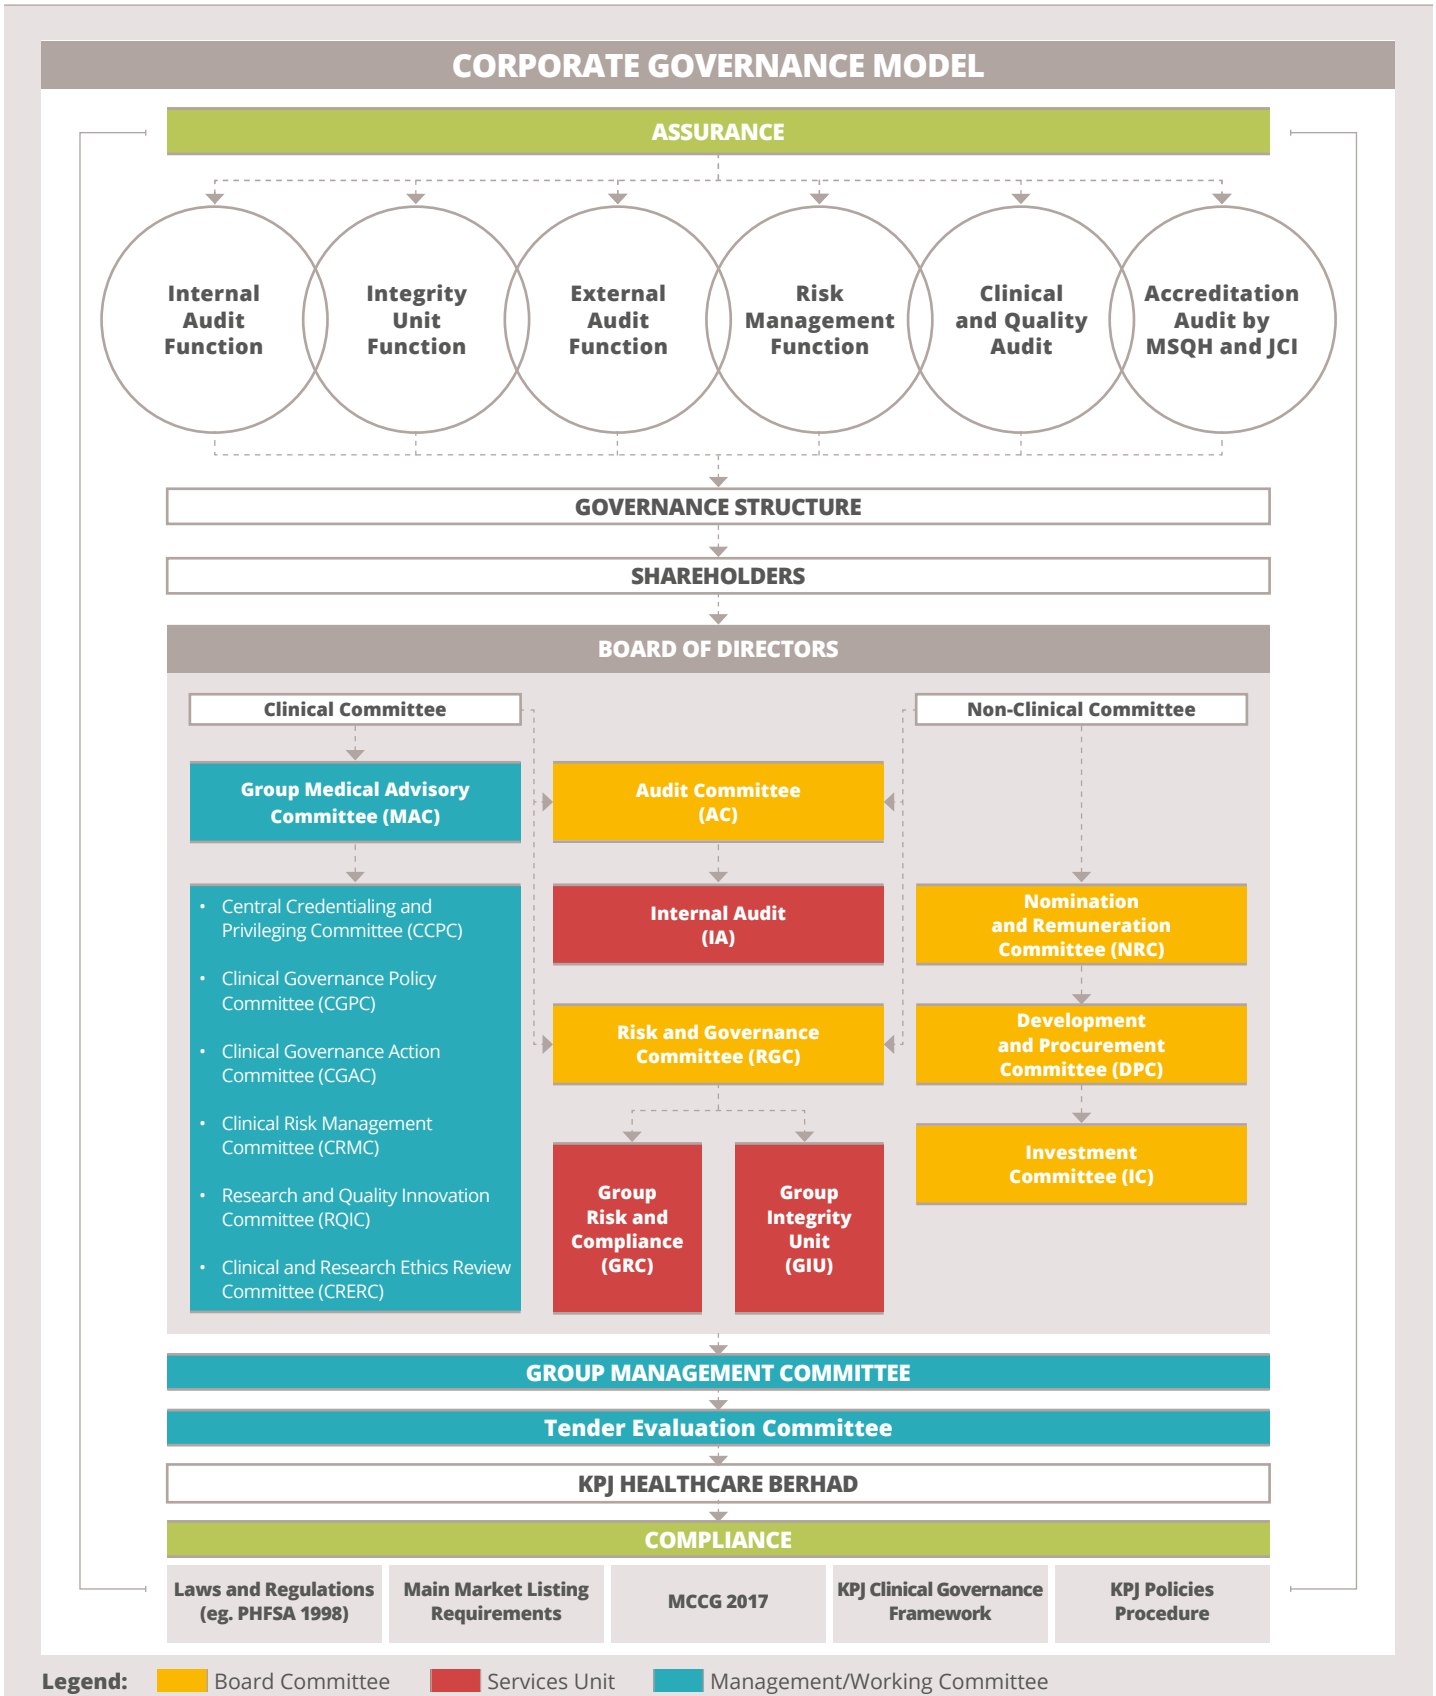 CORPORATE GOVERNANCE MODEL
ASSURANCE
Internal
Audit
Function
Integrity
Unit
Function
External
Audit
Function
Risk
Management
Function
Clinical
and Quality
Audit
Accreditation
Audit by
MSQH and JCI
GOVERNANCE STRUCTURE
SHAREHOLDERS
BOARD OF DIRECTORS
Clinical Committee
Group Medical Advisory
Committee (MAC)
• Central Credentialing and
Privileging Committee (CCPC)
• Clinical Governance Policy
Committee (CGPC)
• Clinical Governance Action
Committee (CGAC)
• Clinical Risk Management
Committee (CRMC)
• Research and Quality Innovation
Committee (RQIC)
• Clinical and Research Ethics Review
Committee (CRERC)
Audit Committee
(AC)
Internal Audit
(IA)
Risk and Governance
Committee (RGC)
Group
Risk and
Compliance
(GRC)
Group
Integrity
Unit
(GIU)
Non-Clinical Committee
Nomination
and Remuneration
Committee (NRC)
Development
and Procurement
Committee (DPC)
Investment
Committee (IC)
GROUP MANAGEMENT COMMITTEE
Tender Evaluation Committee
KPJ HEALTHCARE BERHAD
COMPLIANCE
Laws and Regulations
(eg. PHFSA 1998)
Main Market Listing
Requirements
MCCG 2017
KPJ Clinical Governance
Framework
KPJ Policies
Procedure
Legend: Board Committee Services Unit Management/Working Committee